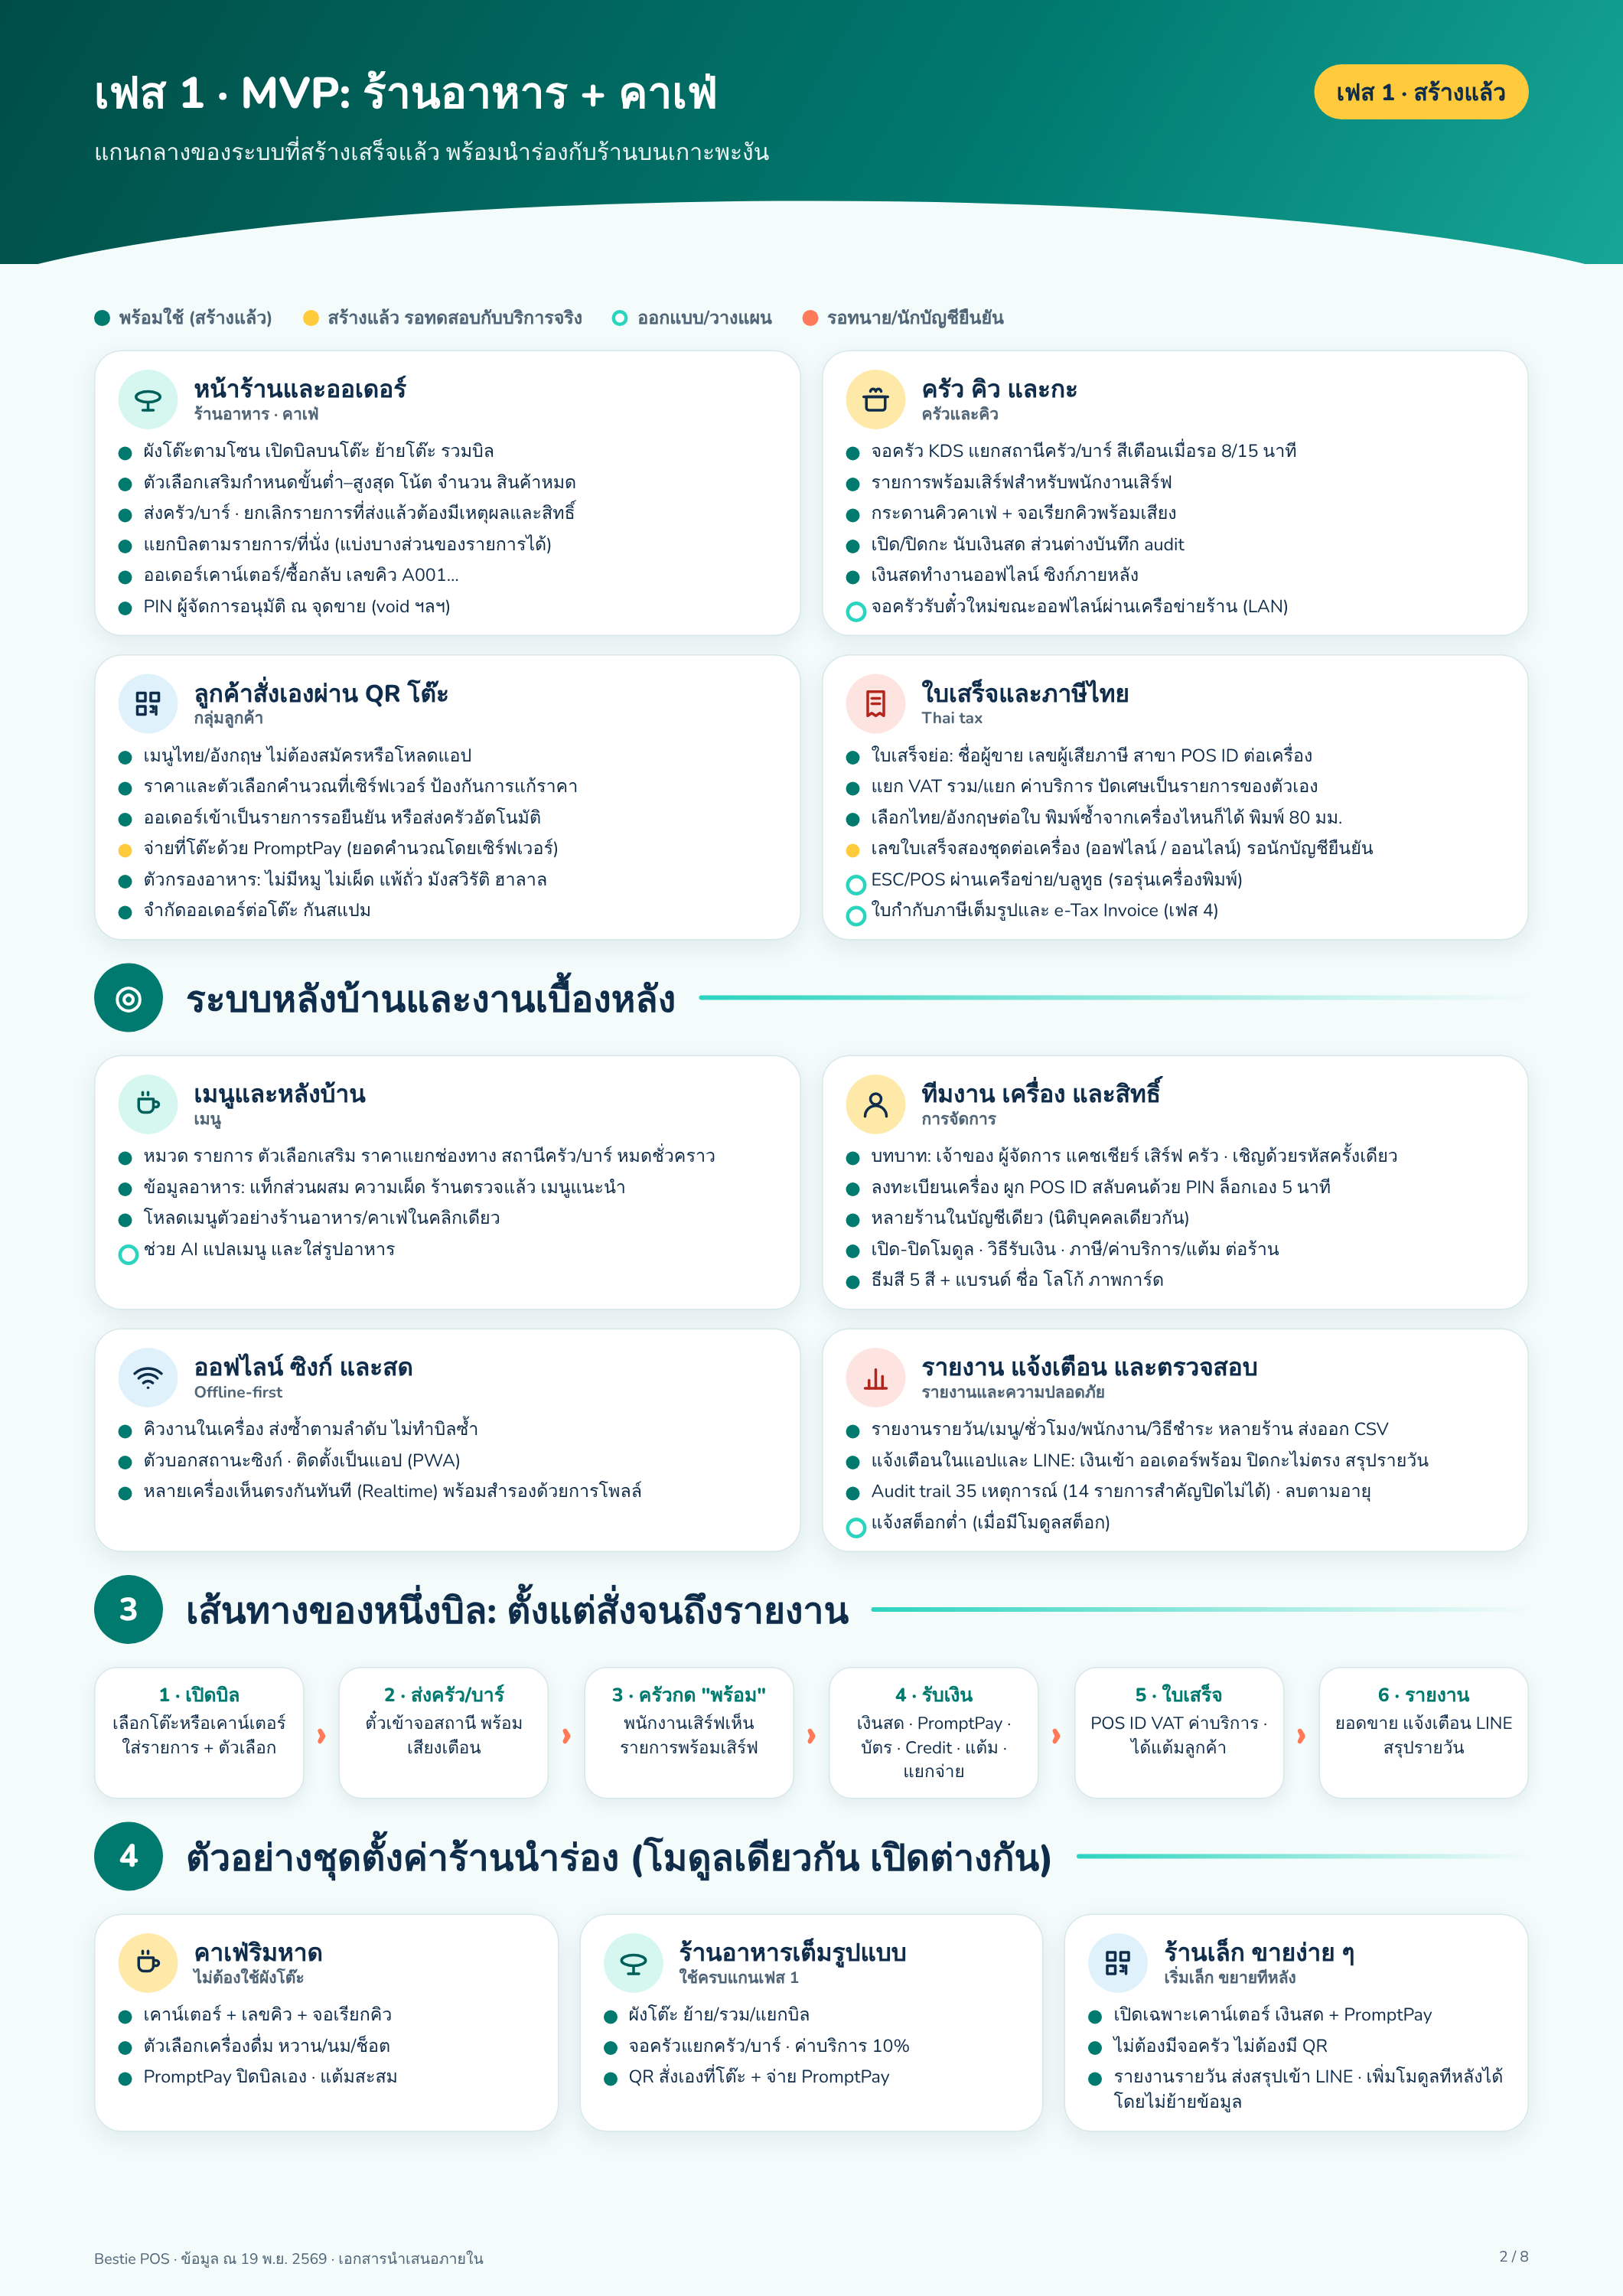 เฟส 1 · MVP: ร้านอาหาร + คาเฟ่
เฟส 1 · สร้างแล้ว
แกนกลางของระบบที่สร้างเสร็จแล้ว พร้อมนำร่องกับร้านบนเกาะพะงัน
พร้อมใช้ (สร้างแล้ว)
สร้างแล้ว รอทดสอบกับบริการจริง
ออกแบบ/วางแผน
รอทนาย/นักบัญชียืนยัน
หน้าร้านและออเดอร์
ร้านอาหาร · คาเฟ่
ผังโต๊ะตามโซน เปิดบิลบนโต๊ะ ย้ายโต๊ะ รวมบิล
ตัวเลือกเสริมกำหนดขั้นต่ำ–สูงสุด โน้ต จำนวน สินค้าหมด
ส่งครัว/บาร์ · ยกเลิกรายการที่ส่งแล้วต้องมีเหตุผลและสิทธิ์
แยกบิลตามรายการ/ที่นั่ง (แบ่งบางส่วนของรายการได้)
ออเดอร์เคาน์เตอร์/ซื้อกลับ เลขคิว A001…
PIN ผู้จัดการอนุมัติ ณ จุดขาย (void ฯลฯ)
ครัว คิว และกะ
ครัวและคิว
จอครัว KDS แยกสถานีครัว/บาร์ สีเตือนเมื่อรอ 8/15 นาที
รายการพร้อมเสิร์ฟสำหรับพนักงานเสิร์ฟ
กระดานคิวคาเฟ่ + จอเรียกคิวพร้อมเสียง
เปิด/ปิดกะ นับเงินสด ส่วนต่างบันทึก audit
เงินสดทำงานออฟไลน์ ซิงก์ภายหลัง
จอครัวรับตั๋วใหม่ขณะออฟไลน์ผ่านเครือข่ายร้าน (LAN)
ลูกค้าสั่งเองผ่าน QR โต๊ะ
กลุ่มลูกค้า
เมนูไทย/อังกฤษ ไม่ต้องสมัครหรือโหลดแอป
ราคาและตัวเลือกคำนวณที่เซิร์ฟเวอร์ ป้องกันการแก้ราคา
ออเดอร์เข้าเป็นรายการรอยืนยัน หรือส่งครัวอัตโนมัติ
จ่ายที่โต๊ะด้วย PromptPay (ยอดคำนวณโดยเซิร์ฟเวอร์)
ตัวกรองอาหาร: ไม่มีหมู ไม่เผ็ด แพ้ถั่ว มังสวิรัติ ฮาลาล
จำกัดออเดอร์ต่อโต๊ะ กันสแปม
ใบเสร็จและภาษีไทย
Thai tax
ใบเสร็จย่อ: ชื่อผู้ขาย เลขผู้เสียภาษี สาขา POS ID ต่อเครื่อง
แยก VAT รวม/แยก ค่าบริการ ปัดเศษเป็นรายการของตัวเอง
เลือกไทย/อังกฤษต่อใบ พิมพ์ซ้ำจากเครื่องไหนก็ได้ พิมพ์ 80 มม.
เลขใบเสร็จสองชุดต่อเครื่อง (ออฟไลน์ / ออนไลน์) รอนักบัญชียืนยัน
ESC/POS ผ่านเครือข่าย/บลูทูธ (รอรุ่นเครื่องพิมพ์)
ใบกำกับภาษีเต็มรูปและ e-Tax Invoice (เฟส 4)
◎
ระบบหลังบ้านและงานเบื้องหลัง
เมนูและหลังบ้าน
เมนู
หมวด รายการ ตัวเลือกเสริม ราคาแยกช่องทาง สถานีครัว/บาร์ หมดชั่วคราว
ข้อมูลอาหาร: แท็กส่วนผสม ความเผ็ด ร้านตรวจแล้ว เมนูแนะนำ
โหลดเมนูตัวอย่างร้านอาหาร/คาเฟ่ในคลิกเดียว
ช่วย AI แปลเมนู และใส่รูปอาหาร
ทีมงาน เครื่อง และสิทธิ์
การจัดการ
บทบาท: เจ้าของ ผู้จัดการ แคชเชียร์ เสิร์ฟ ครัว · เชิญด้วยรหัสครั้งเดียว
ลงทะเบียนเครื่อง ผูก POS ID สลับคนด้วย PIN ล็อกเอง 5 นาที
หลายร้านในบัญชีเดียว (นิติบุคคลเดียวกัน)
เปิด-ปิดโมดูล · วิธีรับเงิน · ภาษี/ค่าบริการ/แต้ม ต่อร้าน
ธีมสี 5 สี + แบรนด์ ชื่อ โลโก้ ภาพการ์ด
ออฟไลน์ ซิงก์ และสด
Offline-first
คิวงานในเครื่อง ส่งซ้ำตามลำดับ ไม่ทำบิลซ้ำ
ตัวบอกสถานะซิงก์ · ติดตั้งเป็นแอป (PWA)
หลายเครื่องเห็นตรงกันทันที (Realtime) พร้อมสำรองด้วยการโพลล์
รายงาน แจ้งเตือน และตรวจสอบ
รายงานและความปลอดภัย
รายงานรายวัน/เมนู/ชั่วโมง/พนักงาน/วิธีชำระ หลายร้าน ส่งออก CSV
แจ้งเตือนในแอปและ LINE: เงินเข้า ออเดอร์พร้อม ปิดกะไม่ตรง สรุปรายวัน
Audit trail 35 เหตุการณ์ (14 รายการสำคัญปิดไม่ได้) · ลบตามอายุ
แจ้งสต็อกต่ำ (เมื่อมีโมดูลสต็อก)
3
เส้นทางของหนึ่งบิล: ตั้งแต่สั่งจนถึงรายงาน
1 · เปิดบิล
เลือกโต๊ะหรือเคาน์เตอร์
ใส่รายการ + ตัวเลือก
›
2 · ส่งครัว/บาร์
ตั๋วเข้าจอสถานี พร้อม
เสียงเตือน
›
3 · ครัวกด "พร้อม"
พนักงานเสิร์ฟเห็น
รายการพร้อมเสิร์ฟ
›
4 · รับเงิน
เงินสด · PromptPay ·
บัตร · Credit · แต้ม ·
แยกจ่าย
›
5 · ใบเสร็จ
POS ID VAT ค่าบริการ ·
ได้แต้มลูกค้า
›
6 · รายงาน
ยอดขาย แจ้งเตือน LINE
สรุปรายวัน
4
ตัวอย่างชุดตั้งค่าร้านนำร่อง (โมดูลเดียวกัน เปิดต่างกัน)
คาเฟ่ริมหาด
ไม่ต้องใช้ผังโต๊ะ
เคาน์เตอร์ + เลขคิว + จอเรียกคิว
ตัวเลือกเครื่องดื่ม หวาน/นม/ช็อต
PromptPay ปิดบิลเอง · แต้มสะสม
ร้านอาหารเต็มรูปแบบ
ใช้ครบแกนเฟส 1
ผังโต๊ะ ย้าย/รวม/แยกบิล
จอครัวแยกครัว/บาร์ · ค่าบริการ 10%
QR สั่งเองที่โต๊ะ + จ่าย PromptPay
ร้านเล็ก ขายง่าย ๆ
เริ่มเล็ก ขยายทีหลัง
เปิดเฉพาะเคาน์เตอร์ เงินสด + PromptPay
ไม่ต้องมีจอครัว ไม่ต้องมี QR
รายงานรายวัน ส่งสรุปเข้า LINE · เพิ่มโมดูลทีหลังได้
โดยไม่ย้ายข้อมูล
Bestie POS · ข้อมูล ณ 19 พ.ย. 2569 · เอกสารนำเสนอภายใน
2 / 8